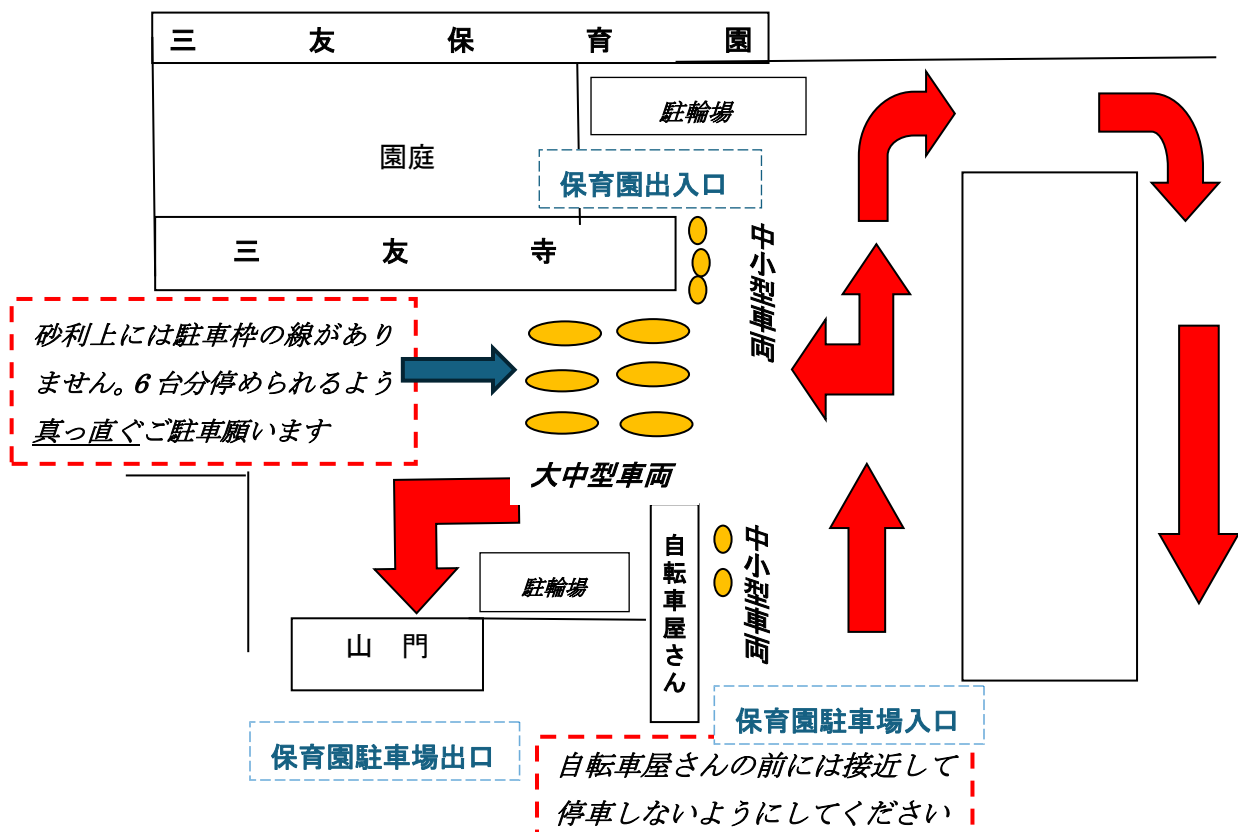 三友保育園
駐輪場
園庭
保育園出入口
三友寺
中小型車両
砂利上には駐車枠の線があり
ません。6台分停められるよう
真っ直ぐご駐車願います
大中型車両
自転車屋さん
中小型車両
駐輪場
山門
保育園駐車場入口
保育園駐車場出口
自転車屋さんの前には接近して
停車しないようにしてください